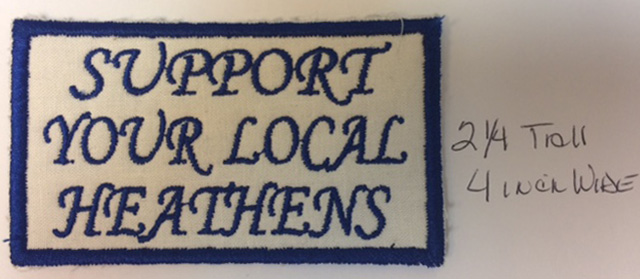 SUPPORT
YOUR LOCAL
HEATHENS
2 1/4 Tall
4 inch Wide